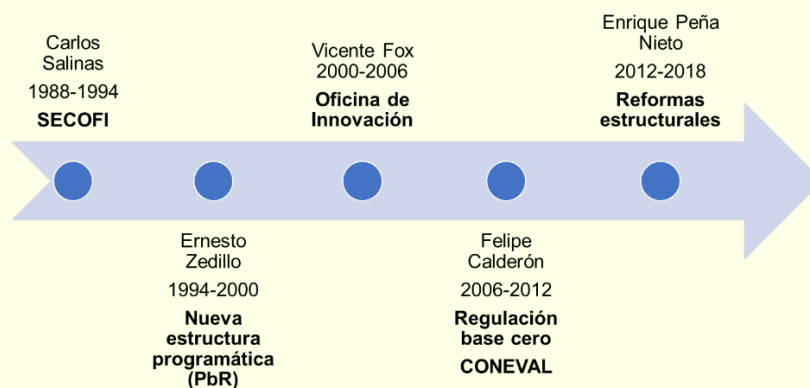 Carlos
Salinas
1988-1994
SECOFI
Ernesto
Zedillo
1994-2000
Nueva
estructura
programática
(PbR)
Vicente Fox
2000-2006
Oficina de
Innovación
Felipe
Calderón
2006-2012
Regulación
base cero
CONEVAL
Enrique Peña
Nieto
2012-2018
Reformas
estructurales